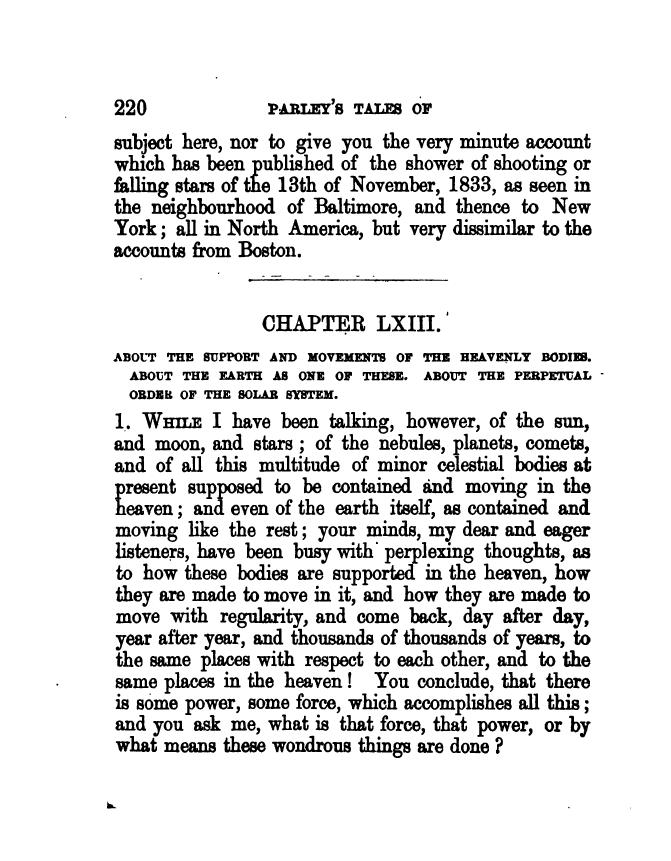 220 PARLEY'S TALES OF
subject here, nor to give you the very minute account
which has been published of the shower of shooting or
falling stars of the 13th of November, 1833, as seen in
the neighbourhood of Baltimore, and thence to New
York; all in North America, but very dissimilar to the
accounts from Boston.
CHAPTER LXIII.
ABOUT THE SUPPORT AND MOVEMENTS OF THE HEAVENLY BODIES.
ABOUT THE EARTH AS ONE OF THESE. ABOUT THE PERPETUAL
ORDER OF THE SOLAR SYSTEM.
1. WHILE I have been talking, however, of the sun,
and moon, and stars; of the nebules, planets, comets,
and of all this multitude of minor celestial bodies at
present supposed to be contained and moving in the
heaven; and even of the earth itself, as contained and
moving like the rest; your minds, my dear and eager
listeners, have been busy with perplexing thoughts, as
to how these bodies are supported in the heaven, how
they are made to move in it, and how they are made to
move with regularity, and come back, day after day,
year after year, and thousands of thousands of years, to
the same places with respect to each other, and to the
same places in the heaven! You conclude, that there
is some power, some force, which accomplishes all this;
and you ask me, what is that force, that power, or by
what means these wondrous things are done?